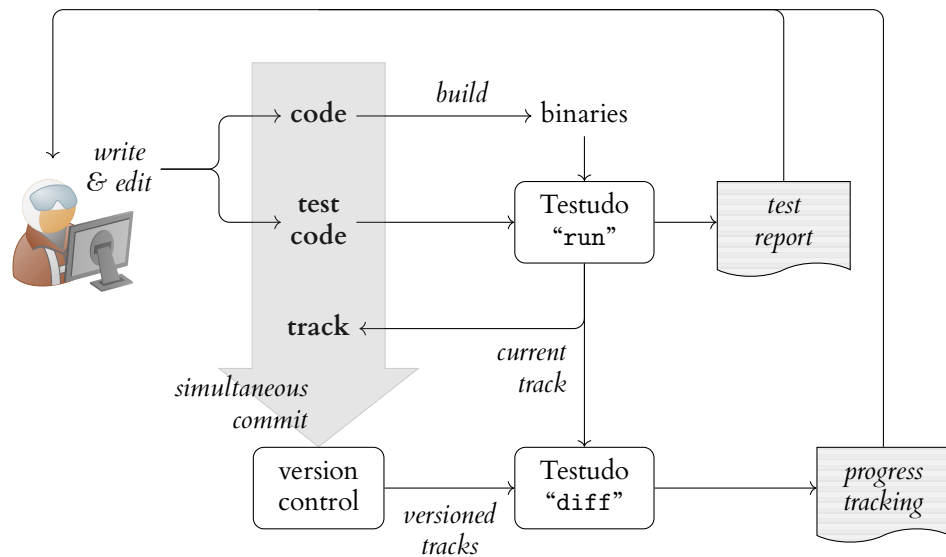 code
build
binaries
write
& edit
test
code
Testudo
“run”
test
report
track
current
track
simultaneous
commit
version
control
versioned
tracks
Testudo
“diff”
progress
tracking